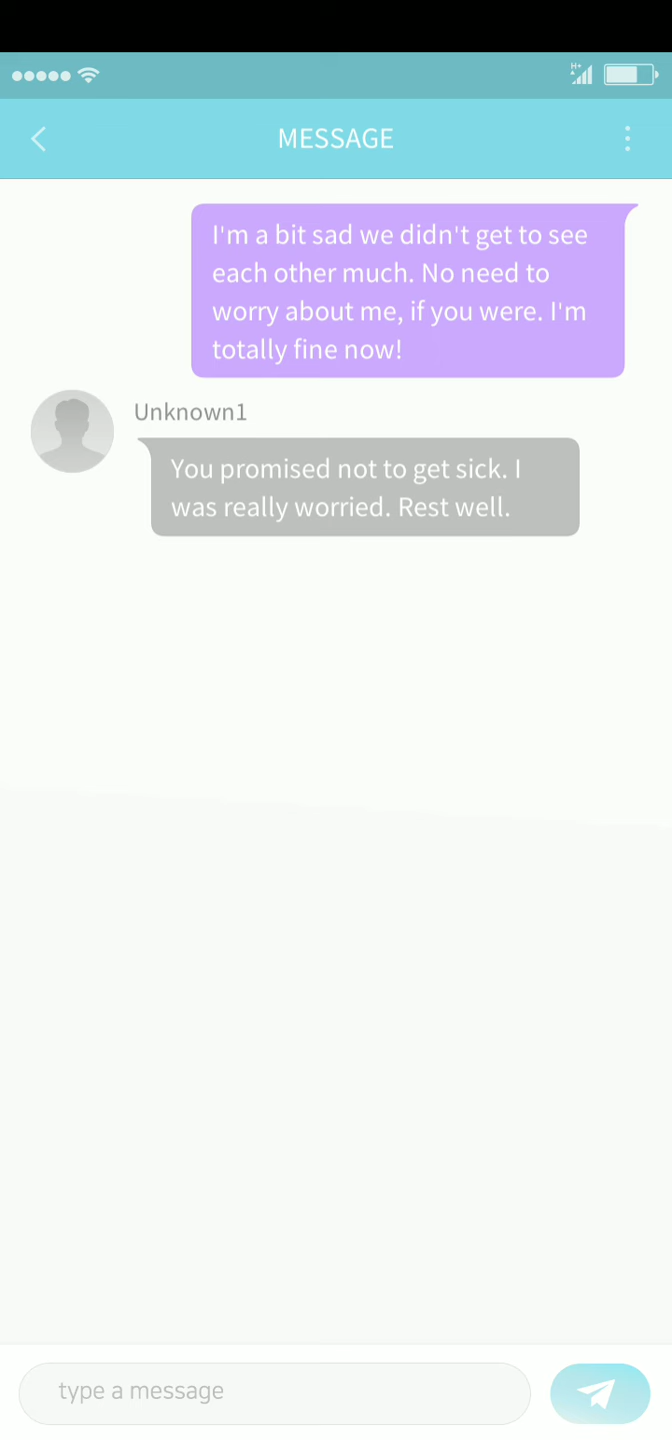 H+
MESSAGE
I'm a bit sad we didn't get to see
each other much. No need to
worry about me, if you were. I'm
totally fine now!
Unknown1
You promised not to get sick. I
was really worried. Rest well.
type a message